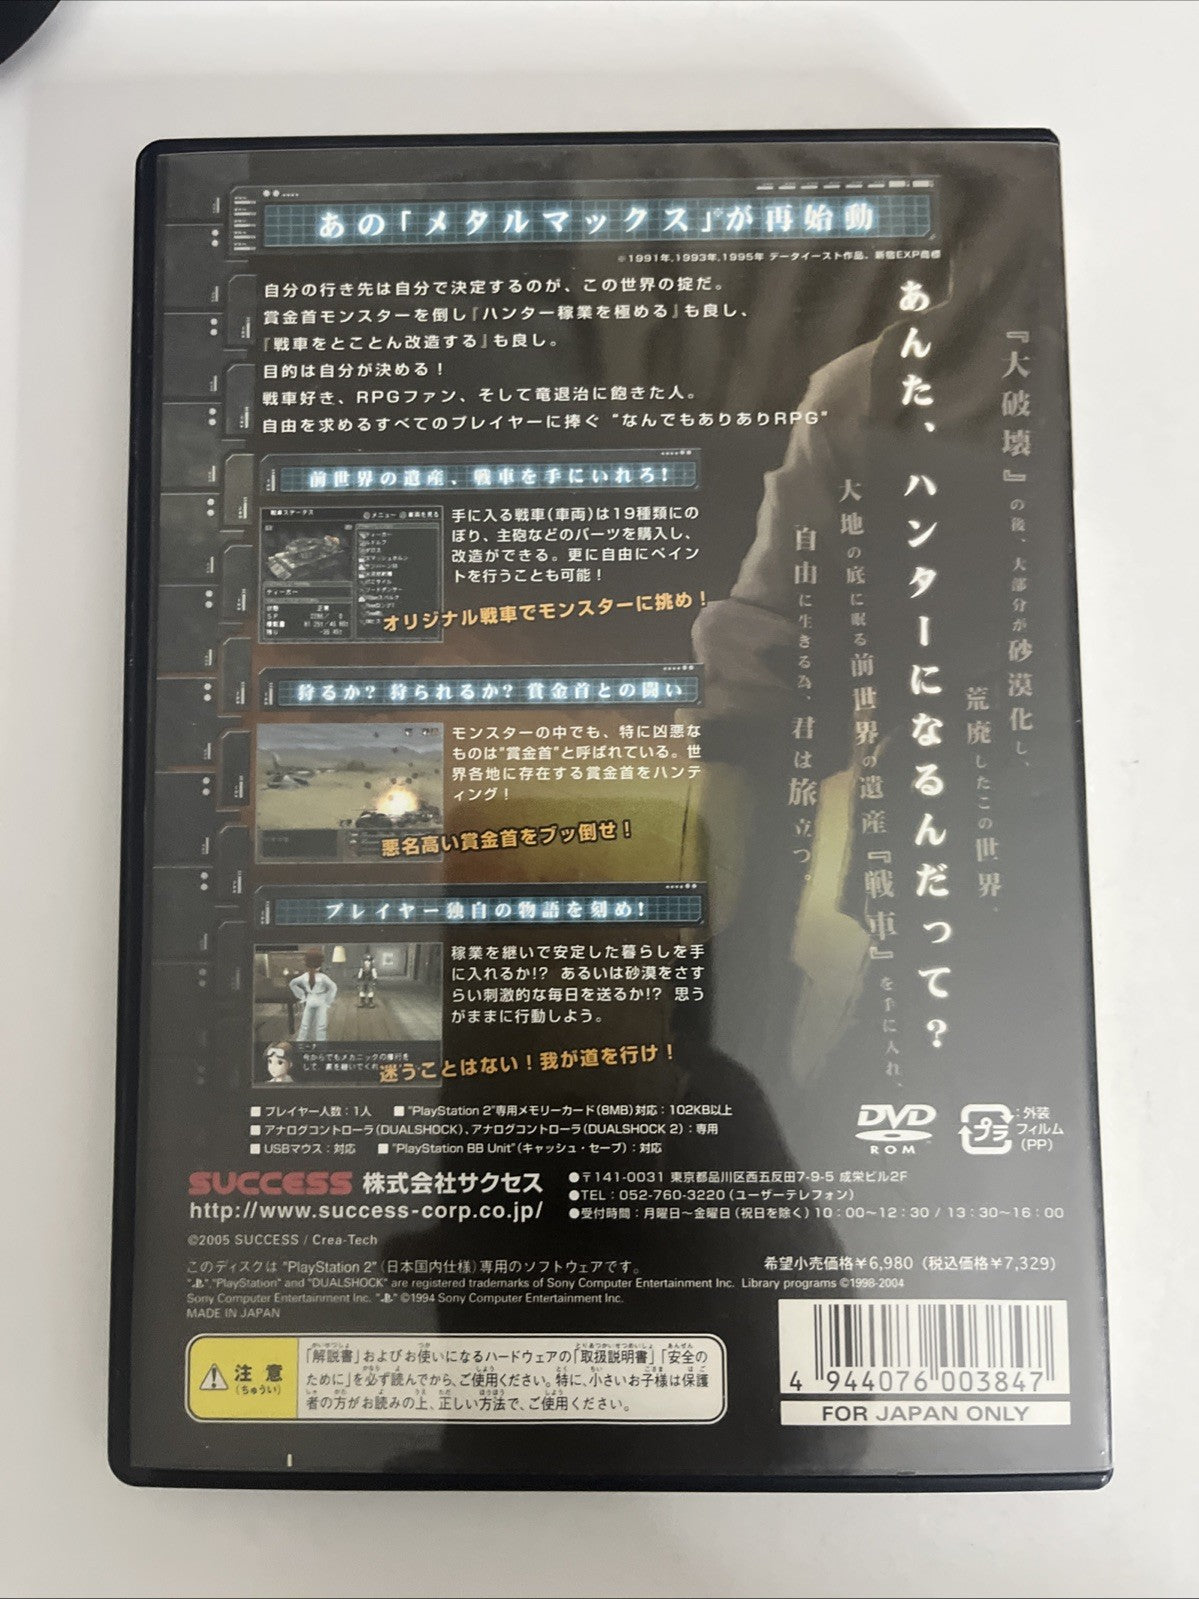 あの「メタルマックス」が再始動
※1991年,1993年,1995年 データイースト作品、新宿EXP商標
自分の行き先は自分で決定するのが、この世界の掟だ。
賞金首モンスターを倒し『ハンター稼業を極める』も良し、
『戦車をとことん改造する』も良し。
目的は自分が決める！
戦車好き、RPGファン、そして竜退治に飽きた人。
自由を求めるすべてのプレイヤーに捧ぐ “なんでもありありRPG”
『大破壊』の後、大部分が砂漠化し、
荒廃したこの世界。
あんた、ハンターになるんだって？
大地の底に眠る前世界の遺産『戦車』を手に入れ、
自由に生きる為、君は旅立つ。
前世界の遺産、戦車を手にいれろ！
戦車ステータス
手に入る戦車（車両）は19種類にの
ぼり、主砲などのパーツを購入し、
改造ができる。更に自由にペイン
トを行うことも可能！
オリジナル戦車でモンスターに挑め！
狩るか？ 狩られるか？ 賞金首との闘い
モンスターの中でも、特に凶悪な
ものは“賞金首”と呼ばれている。世
界各地に存在する賞金首をハンテ
ィング！
悪名高い賞金首をブッ倒せ！
プレイヤー独自の物語を刻め！
稼業を継いで安定した暮らしを手
に入れるか!? あるいは砂漠をさす
らい刺激的な毎日を送るか!? 思う
がままに行動しよう。
ニーナ
今からでもメカニックの修行を
して、家を継いでくれ
迷うことはない！我が道を行け！
■ プレイヤー人数：1人 ■ "PlayStation 2"専用メモリーカード(8MB)対応：102KB以上
■ アナログコントローラ(DUALSHOCK)、アナログコントローラ(DUALSHOCK 2)：専用
■ USBマウス：対応 ■ "PlayStation BB Unit"（キャッシュ・セーブ）：対応
DVD
ROM
プラ
：外装
フィルム
(PP)
SUCCESS 株式会社サクセス
http://www.success-corp.co.jp/
●〒141-0031 東京都品川区西五反田7-9-5 成栄ビル2F
●TEL：052-760-3220（ユーザーテレフォン）
●受付時間：月曜日～金曜日（祝日を除く）10：00～12：30 / 13：30～16：00
©2005 SUCCESS / Crea-Tech
このディスクは "PlayStation 2"（日本国内仕様）専用のソフトウェアです。
希望小売価格￥6,980（税込価格￥7,329）
" ","PlayStation" and "DUALSHOCK" are registered trademarks of Sony Computer Entertainment Inc. Library programs ©1998-2004
Sony Computer Entertainment Inc. " " ©1994 Sony Computer Entertainment Inc.
MADE IN JAPAN
注意
（ちゅうい）
「解説書」およびお使いになるハードウェアの「取扱説明書」「安全の
ために」を必ず読んでから、ご使用ください。特に、小さいお子様は保護
者の方がお読みの上、正しい方法で、ご使用ください。
4 944076 003847
FOR JAPAN ONLY